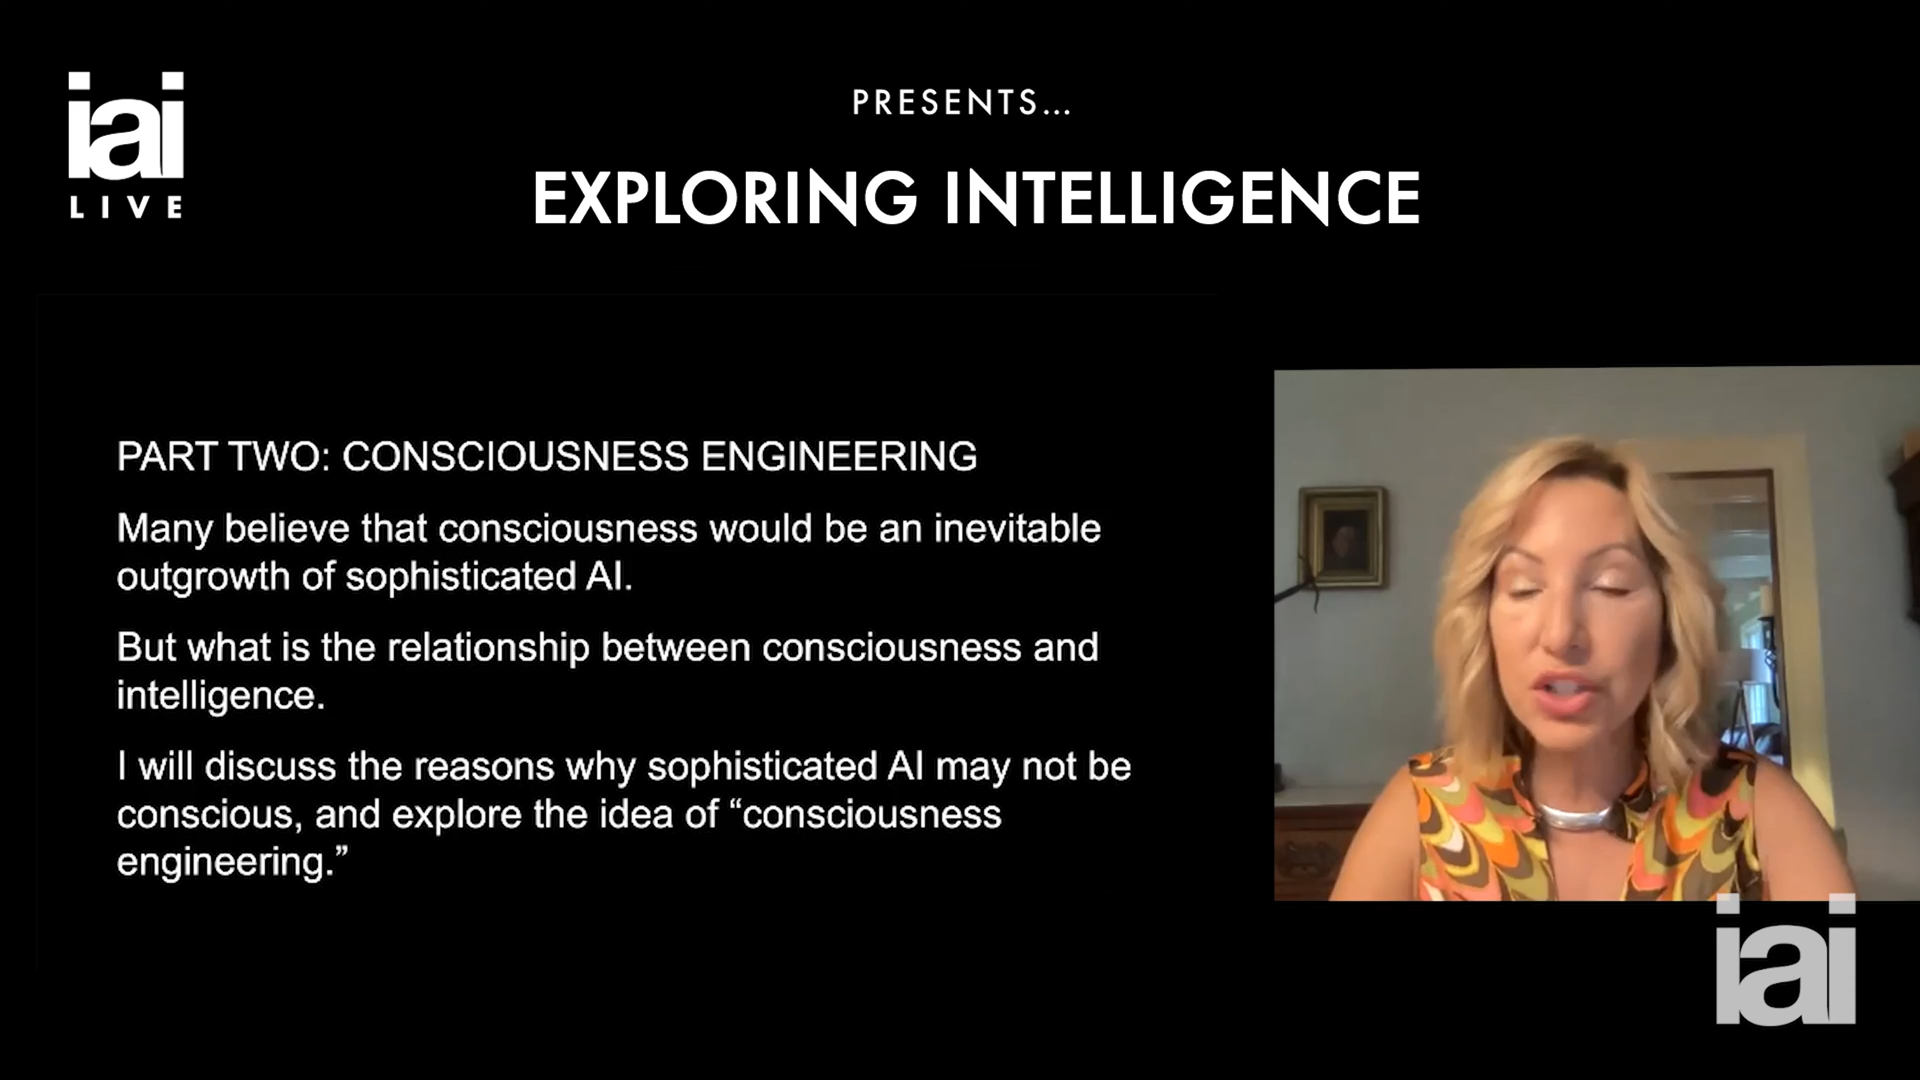 iai
LIVE
PRESENTS...
EXPLORING INTELLIGENCE
PART TWO: CONSCIOUSNESS ENGINEERING
Many believe that consciousness would be an inevitable
outgrowth of sophisticated AI.
But what is the relationship between consciousness and
intelligence.
I will discuss the reasons why sophisticated AI may not be
conscious, and explore the idea of “consciousness
engineering.”
iai